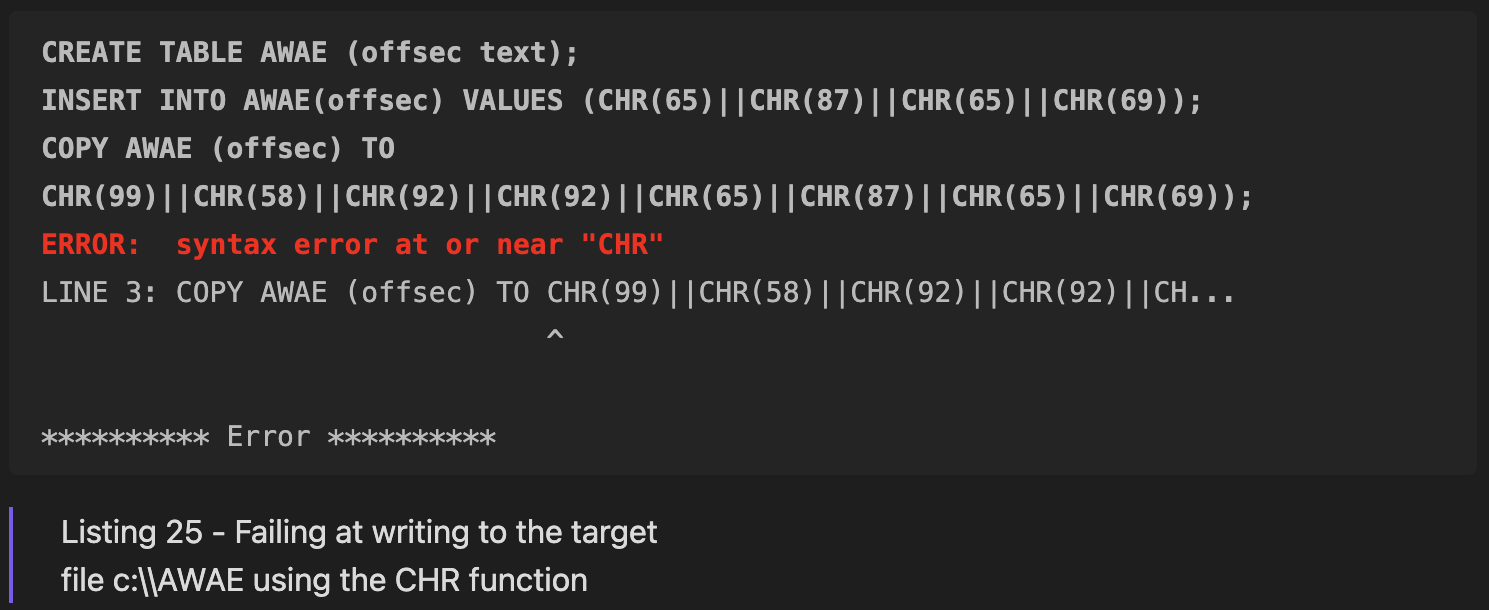 CREATE TABLE AWAE (offsec text);
INSERT INTO AWAE(offsec) VALUES (CHR(65)||CHR(87)||CHR(65)||CHR(69));
COPY AWAE (offsec) TO
CHR(99)||CHR(58)||CHR(92)||CHR(92)||CHR(65)||CHR(87)||CHR(65)||CHR(69));
ERROR:  syntax error at or near "CHR"
LINE 3: COPY AWAE (offsec) TO CHR(99)||CHR(58)||CHR(92)||CHR(92)||CH...
^
********** Error **********
Listing 25 - Failing at writing to the target
file c:\\AWAE using the CHR function